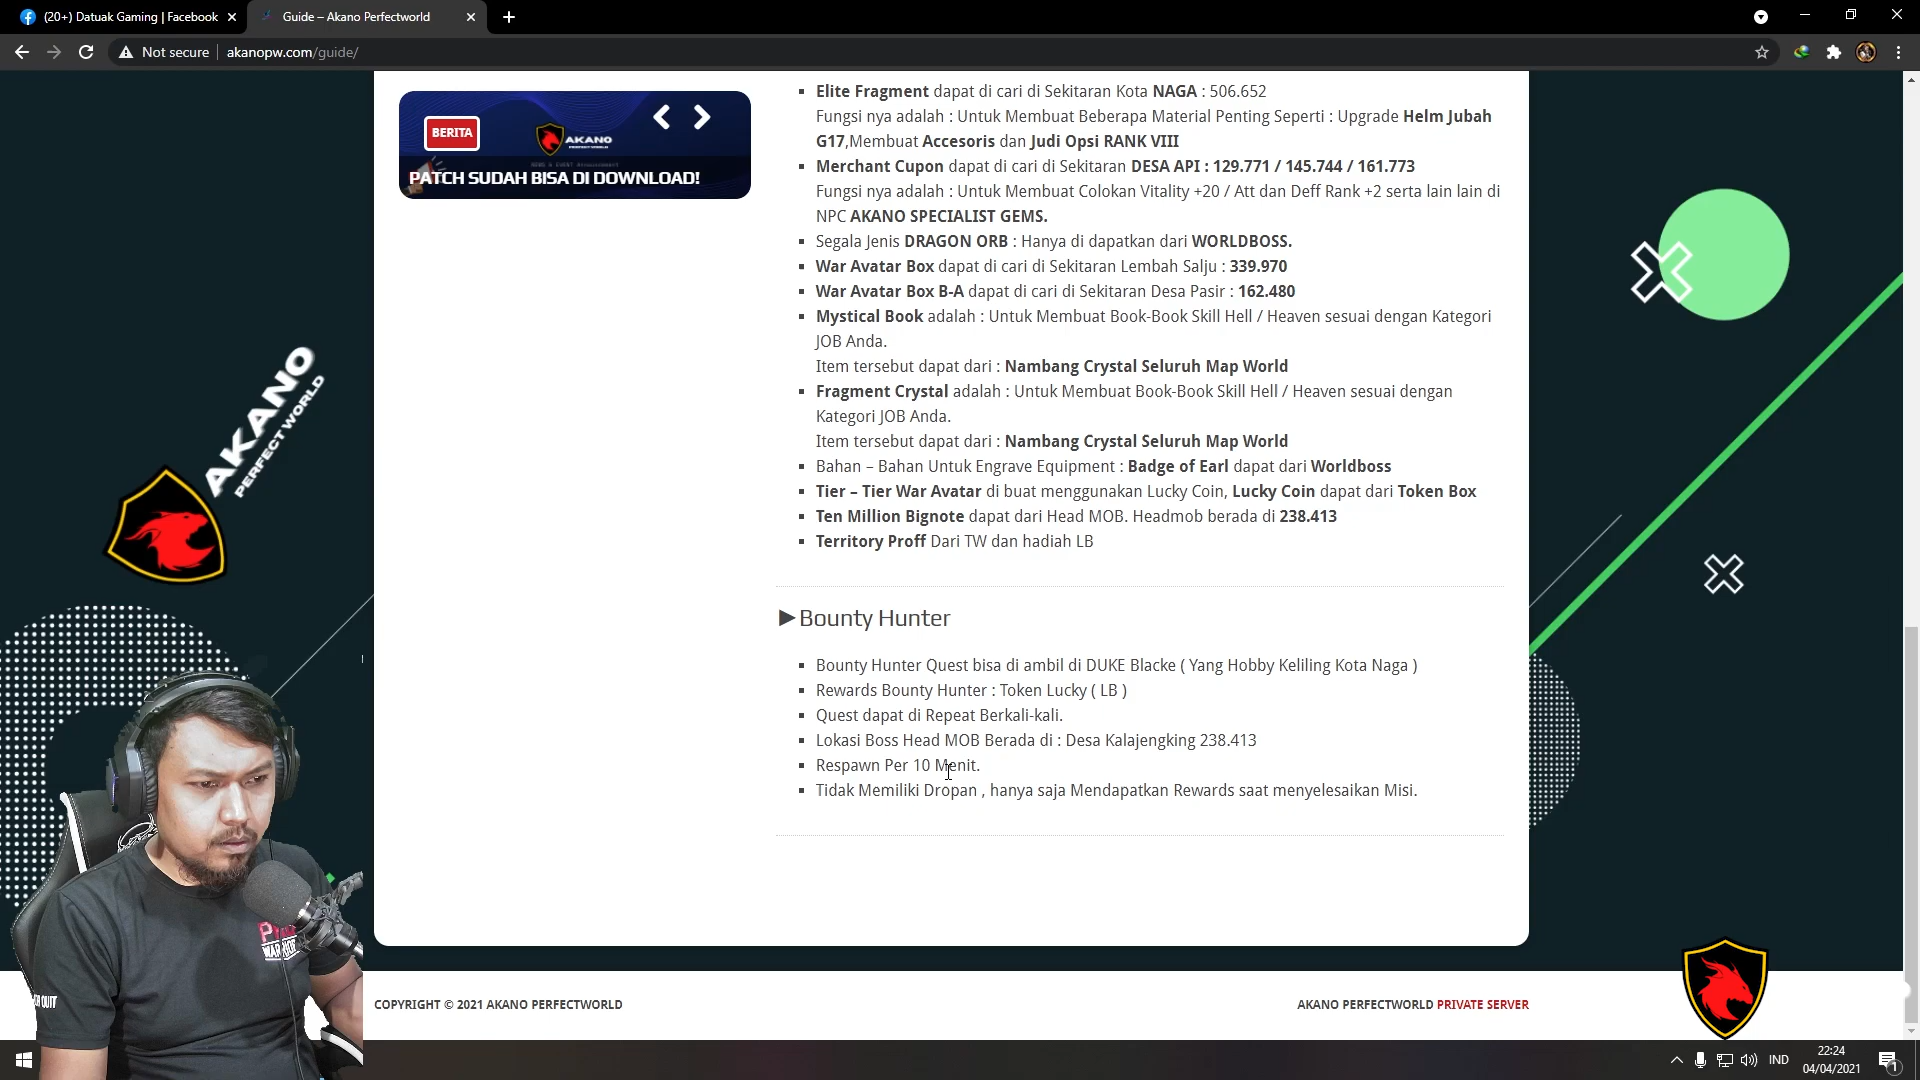 (20+) Datuak Gaming | Facebook
Guide – Akano Perfectworld
Not secure
akanopw.com/guide/
BERITA
AKANO
PATCH SUDAH BISA DI DOWNLOAD!
Elite Fragment dapat di cari di Sekitaran Kota NAGA : 506.652
Fungsi nya adalah : Untuk Membuat Beberapa Material Penting Seperti : Upgrade Helm Jubah
G17,Membuat Accesoris dan Judi Opsi RANK VIII
Merchant Cupon dapat di cari di Sekitaran DESA API : 129.771 / 145.744 / 161.773
Fungsi nya adalah : Untuk Membuat Colokan Vitality +20 / Att dan Deff Rank +2 serta lain lain di
NPC AKANO SPECIALIST GEMS.
Segala Jenis DRAGON ORB : Hanya di dapatkan dari WORLDBOSS.
War Avatar Box dapat di cari di Sekitaran Lembah Salju : 339.970
War Avatar Box B-A dapat di cari di Sekitaran Desa Pasir : 162.480
Mystical Book adalah : Untuk Membuat Book-Book Skill Hell / Heaven sesuai dengan Kategori
JOB Anda.
Item tersebut dapat dari : Nambang Crystal Seluruh Map World
Fragment Crystal adalah : Untuk Membuat Book-Book Skill Hell / Heaven sesuai dengan
Kategori JOB Anda.
Item tersebut dapat dari : Nambang Crystal Seluruh Map World
Bahan – Bahan Untuk Engrave Equipment : Badge of Earl dapat dari Worldboss
Tier – Tier War Avatar di buat menggunakan Lucky Coin, Lucky Coin dapat dari Token Box
Ten Million Bignote dapat dari Head MOB. Headmob berada di 238.413
Territory Proff Dari TW dan hadiah LB
►Bounty Hunter
Bounty Hunter Quest bisa di ambil di DUKE Blacke ( Yang Hobby Keliling Kota Naga )
Rewards Bounty Hunter : Token Lucky ( LB )
Quest dapat di Repeat Berkali-kali.
Lokasi Boss Head MOB Berada di : Desa Kalajengking 238.413
Respawn Per 10 Menit.
Tidak Memiliki Dropan , hanya saja Mendapatkan Rewards saat menyelesaikan Misi.
AKANO
PERFECT WORLD
COPYRIGHT © 2021 AKANO PERFECTWORLD
AKANO PERFECTWORLD PRIVATE SERVER
IND
22:24
04/04/2021
1